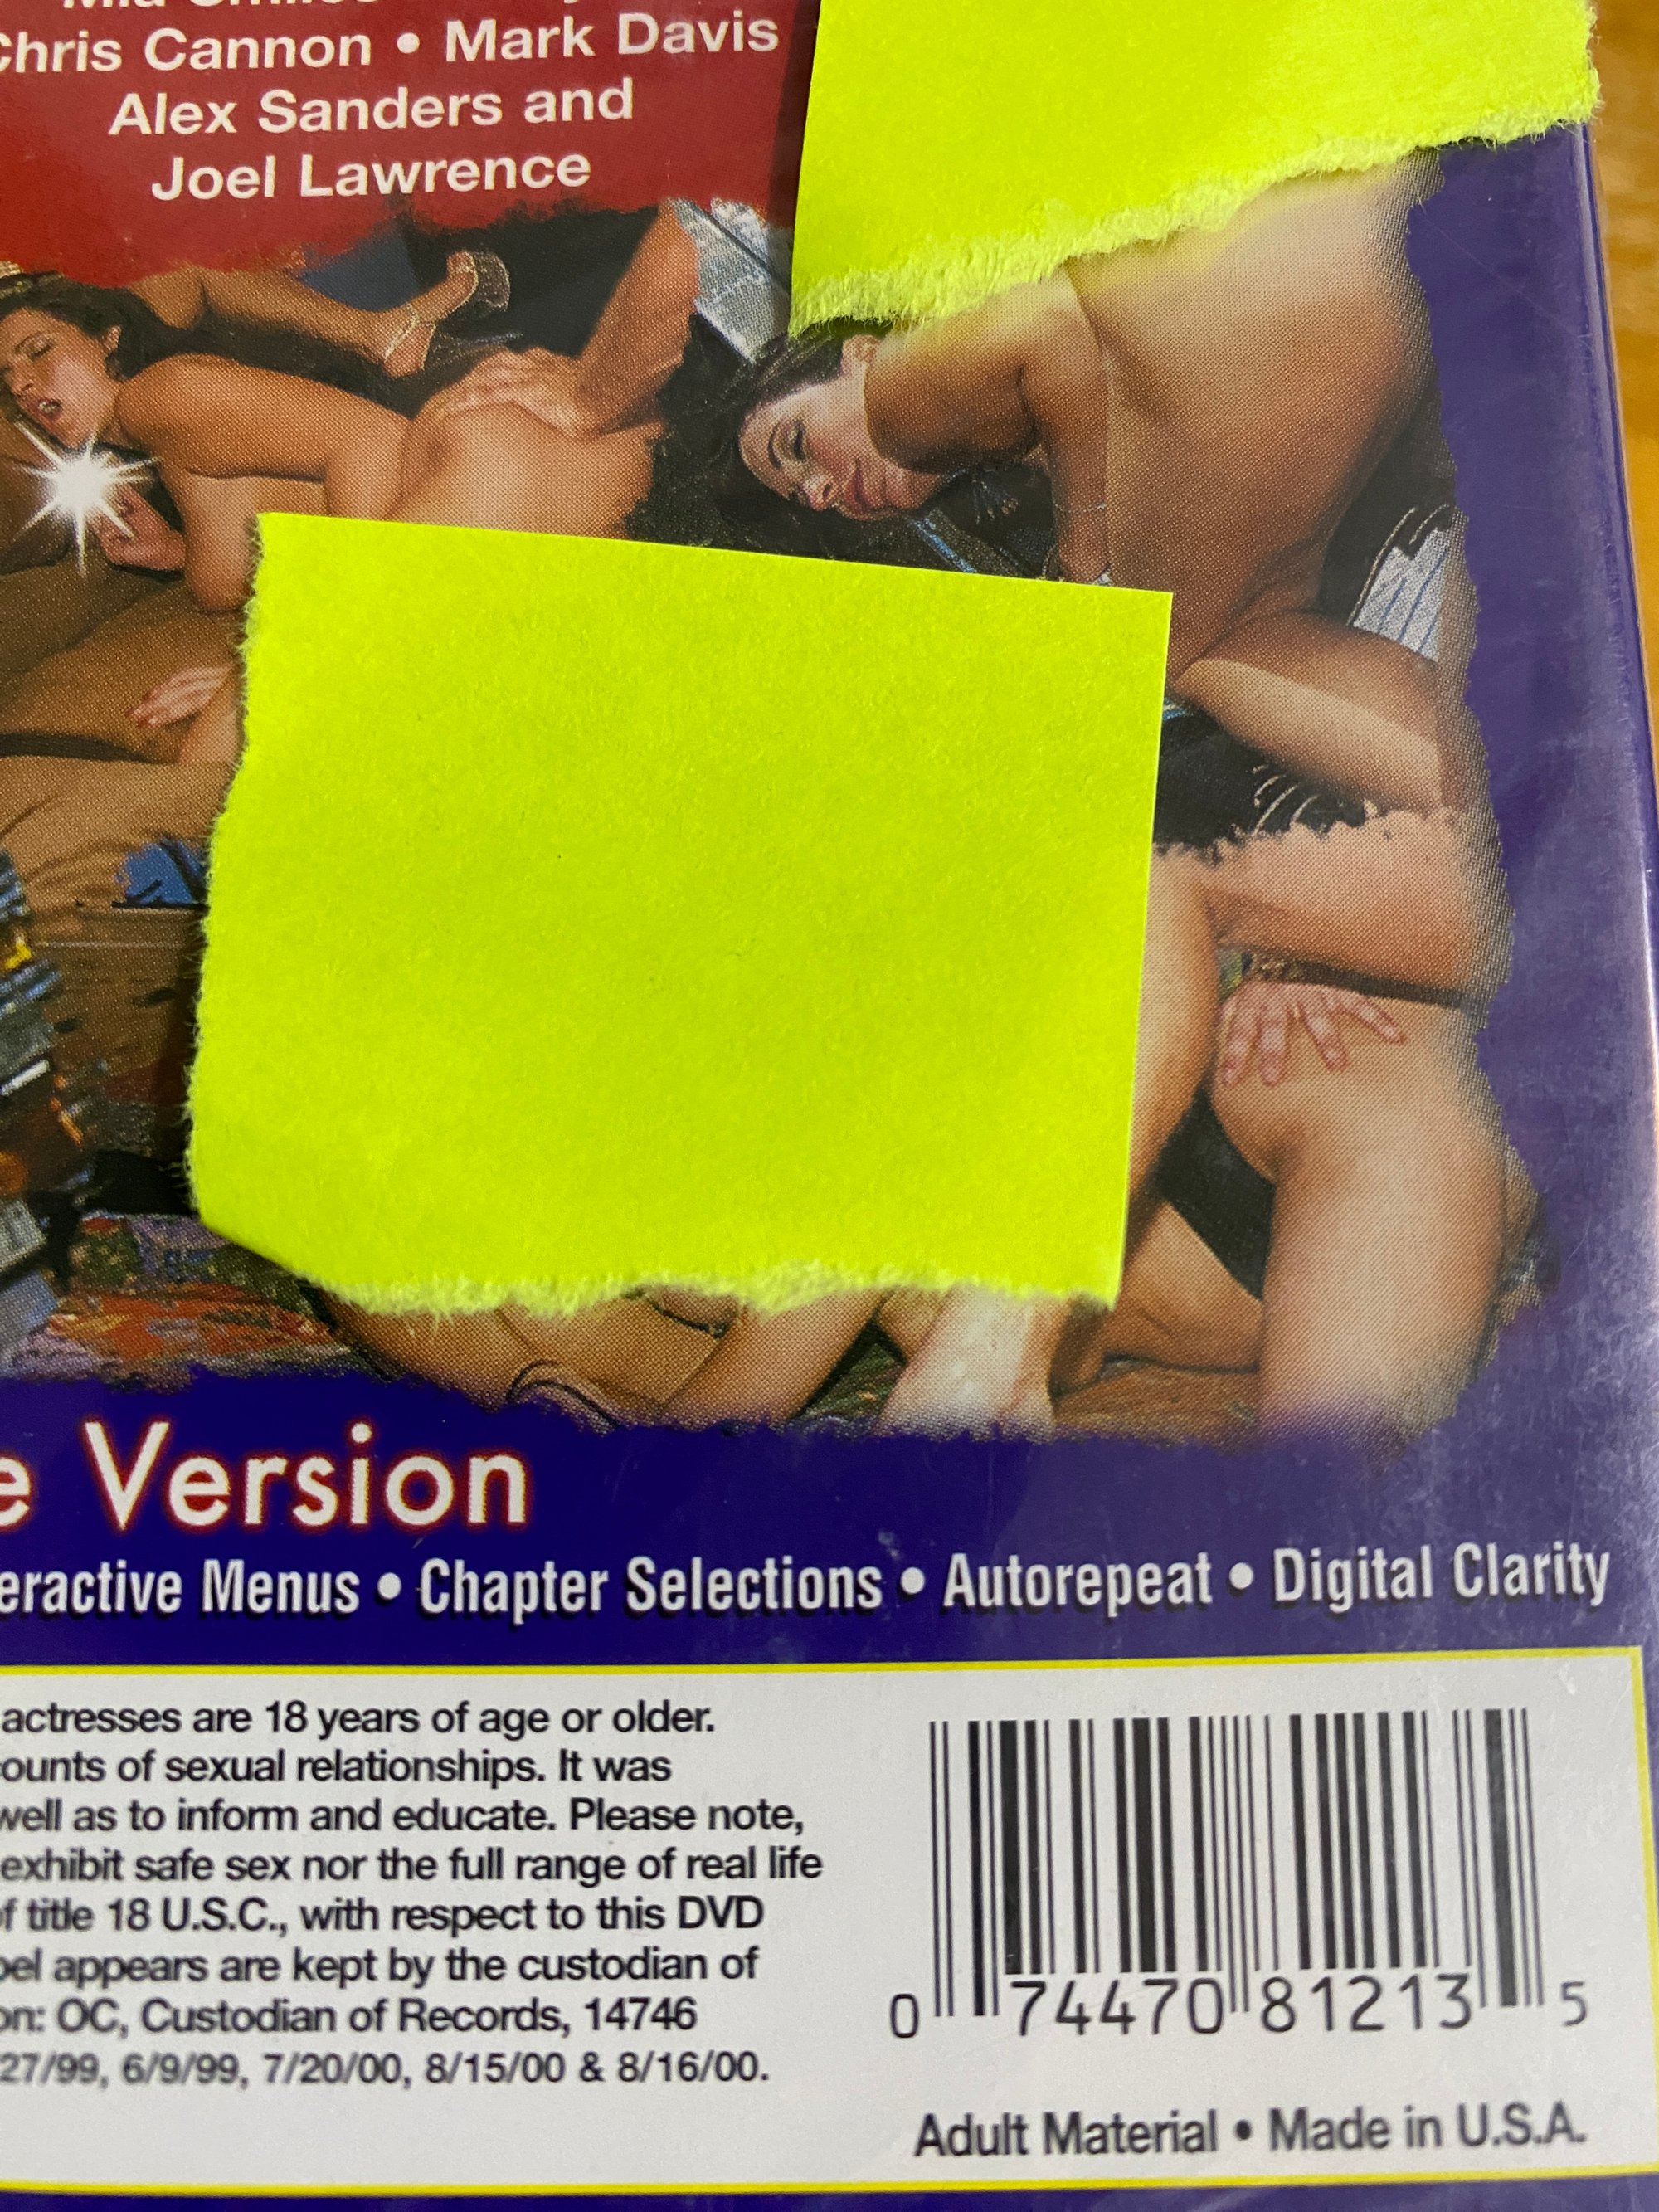 Chris Cannon • Mark Davis
Alex Sanders and
Joel Lawrence
e Version
eractive Menus • Chapter Selections • Autorepeat • Digital Clarity
actresses are 18 years of age or older.
ounts of sexual relationships. It was
well as to inform and educate. Please note,
exhibit safe sex nor the full range of real life
of title 18 U.S.C., with respect to this DVD
bel appears are kept by the custodian of
on: OC, Custodian of Records, 14746
27/99, 6/9/99, 7/20/00, 8/15/00 & 8/16/00.
0 74470 81213 5
Adult Material • Made in U.S.A.